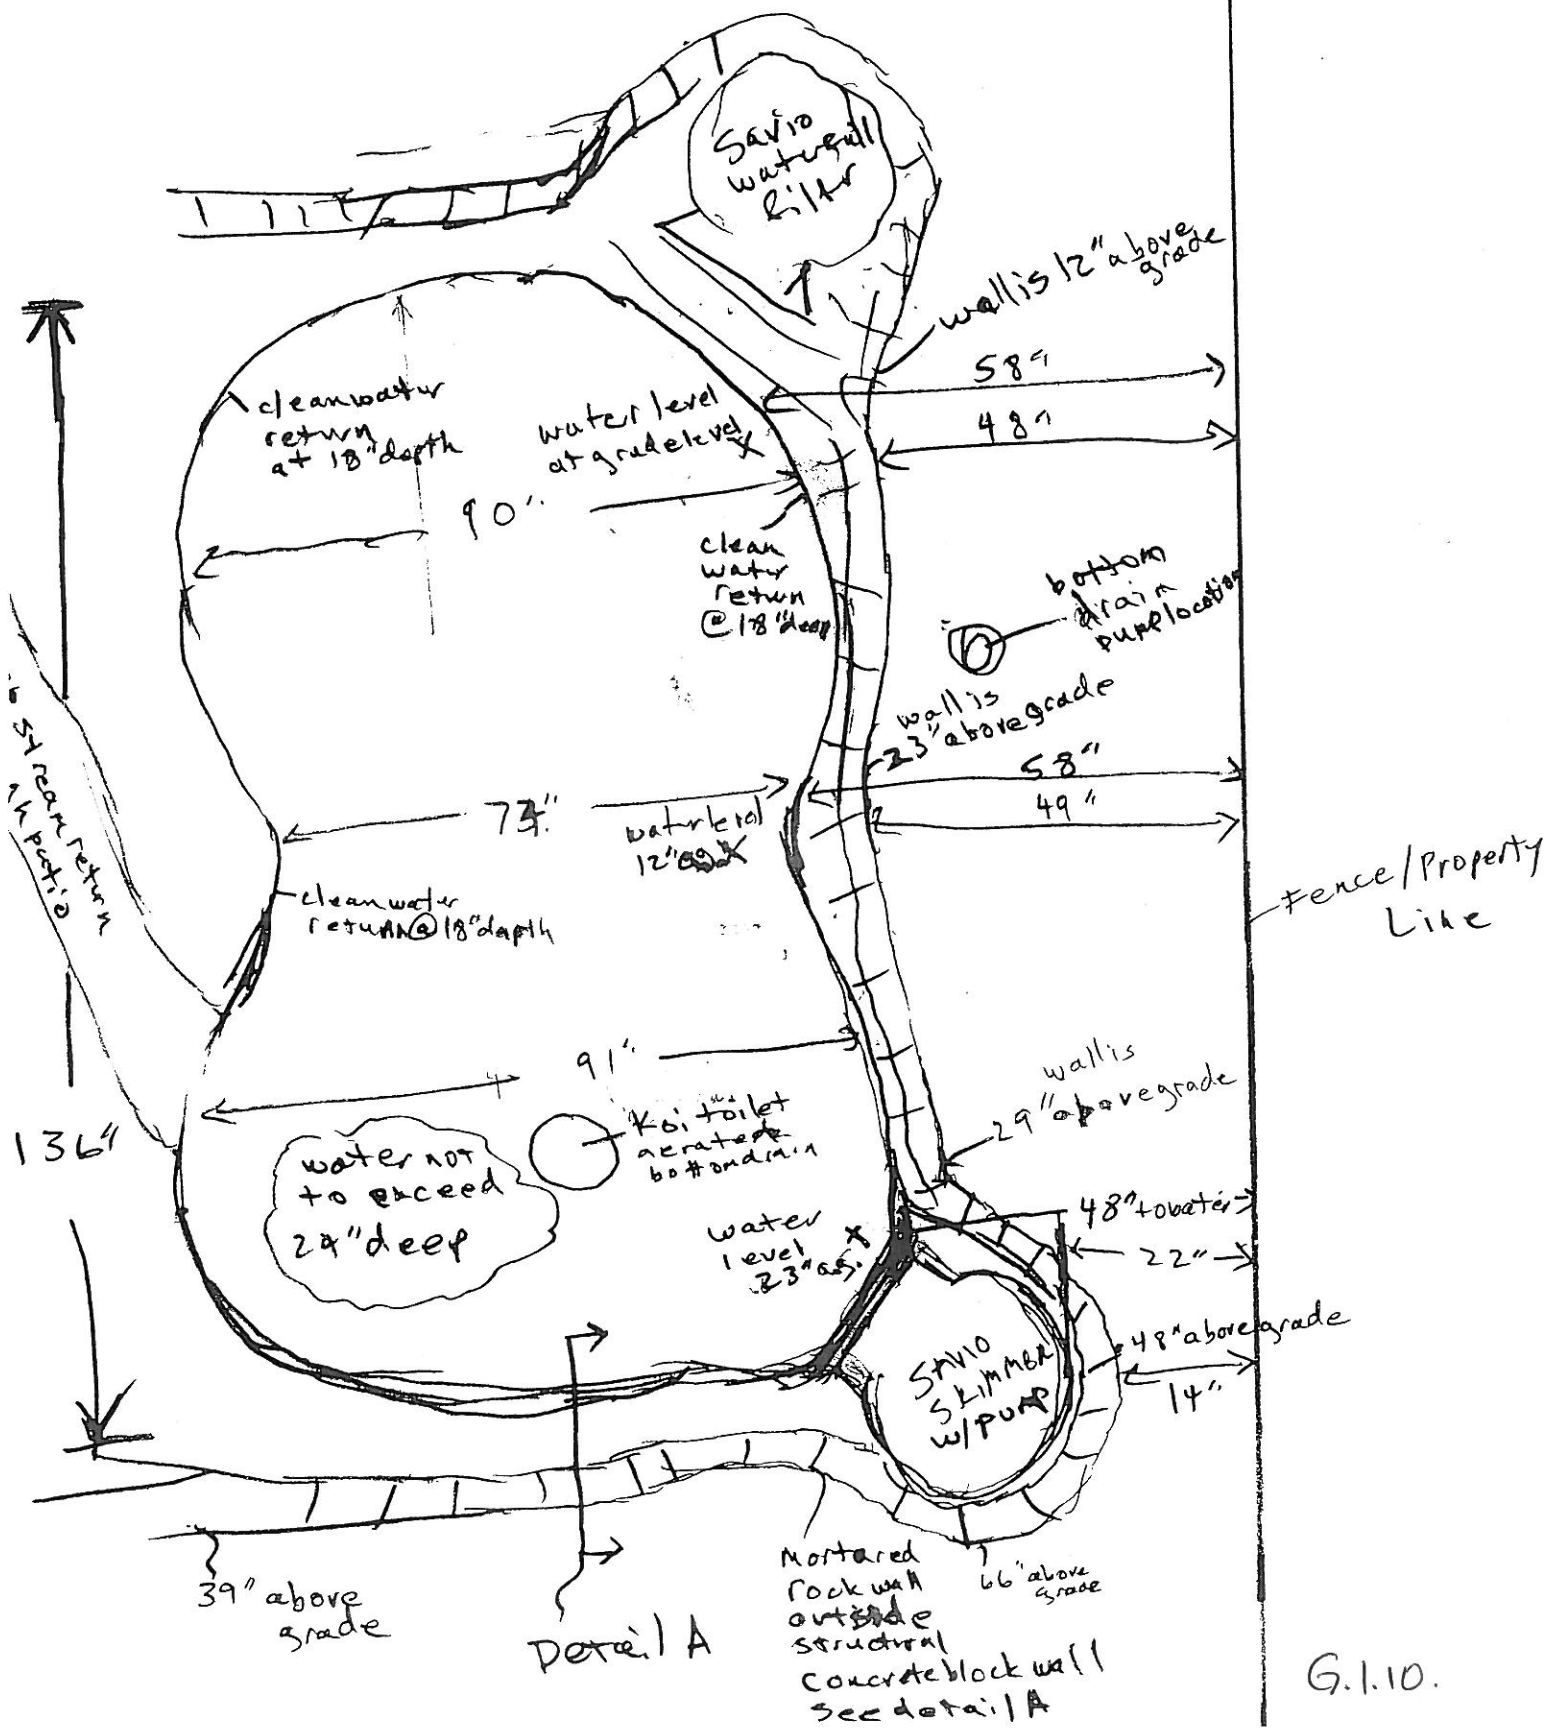 Savio
waterfall
filter
wall is 12" above
grade
58"
48"
clean water
return
at 18" depth
water level
at grade level X
90"
clean
water
return
@ 18" deep
bottom
drain
pump location
wall is
23" above grade
58"
49"
73"
water level
12" ag. X
stream return
patio
clean water
return @ 18" depth
Fence/Property
Line
91"
wall is
29" above grade
136"
Koi toilet
aerated
bottom drain
water not
to exceed
24" deep
water
level X
23" ag.
48" to water
22"
48" above grade
14"
SAVIO
SKIMMER
w/pump
39" above
grade
Detail A
Mortared
rock wall
outside
structural
concrete block wall
see detail A
66" above
grade
G.1.10.